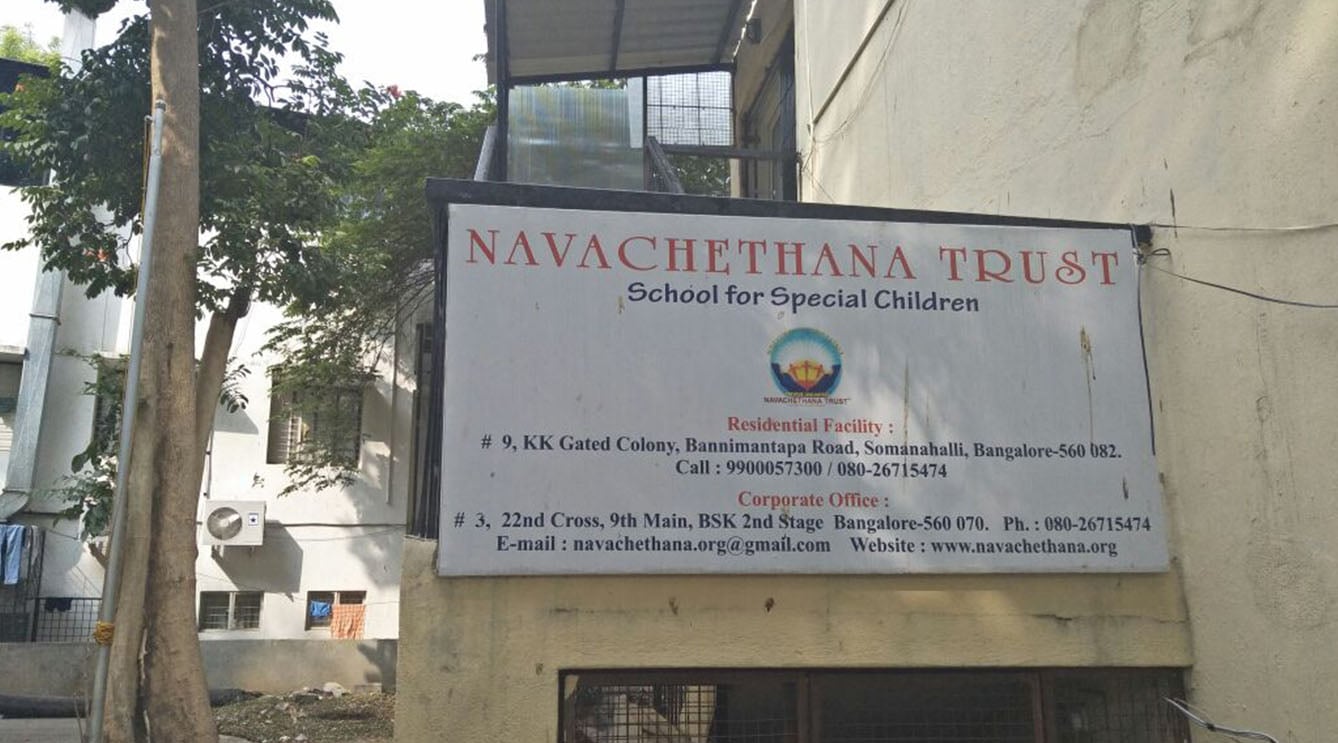 NAVACHETHANA TRUST
School for Special Children
NAVACHETHANA TRUST
Residential Facility :
# 9, KK Gated Colony, Bannimantapa Road, Somanahalli, Bangalore-560 082.
Call : 9900057300 / 080-26715474
Corporate Office :
# 3, 22nd Cross, 9th Main, BSK 2nd Stage Bangalore-560 070. Ph. : 080-26715474
E-mail : navachethana.org@gmail.com Website : www.navachethana.org